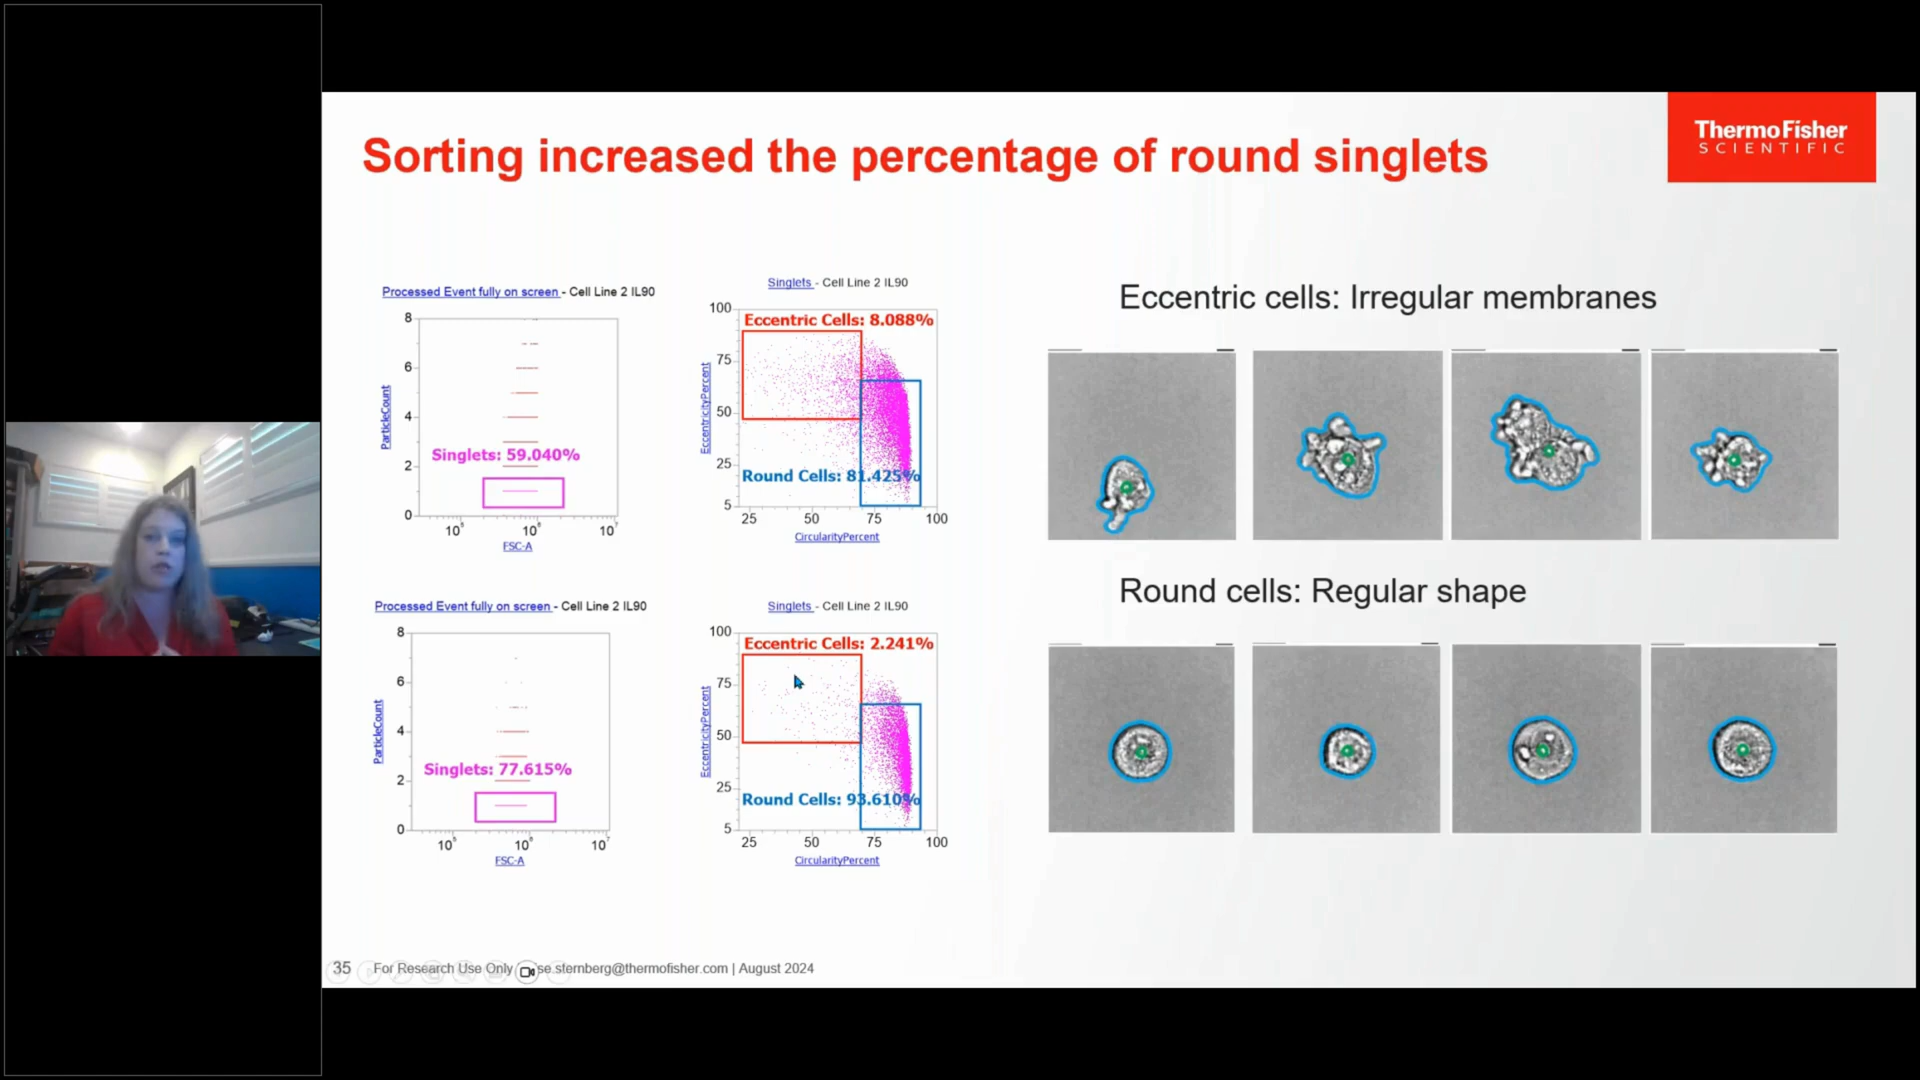 ThermoFisher
SCIENTIFIC
Sorting increased the percentage of round singlets
Processed Event fully on screen - Cell Line 2 IL90
8
6
4
2
0
ParticleCount
Singlets: 59.040%
10⁵
10⁶
10⁷
FSC-A
Singlets - Cell Line 2 IL90
100
75
50
25
5
EccentricityPercent
Eccentric Cells: 8.088%
Round Cells: 81.425%
25
50
75
100
CircularityPercent
Eccentric cells: Irregular membranes
Round cells: Regular shape
Processed Event fully on screen - Cell Line 2 IL90
8
6
4
2
0
ParticleCount
Singlets: 77.615%
10⁵
10⁶
10⁷
FSC-A
Singlets - Cell Line 2 IL90
100
75
50
25
5
EccentricityPercent
Eccentric Cells: 2.241%
Round Cells: 93.610%
25
50
75
100
CircularityPercent
35 For Research Use Only se.sternberg@thermofisher.com | August 2024